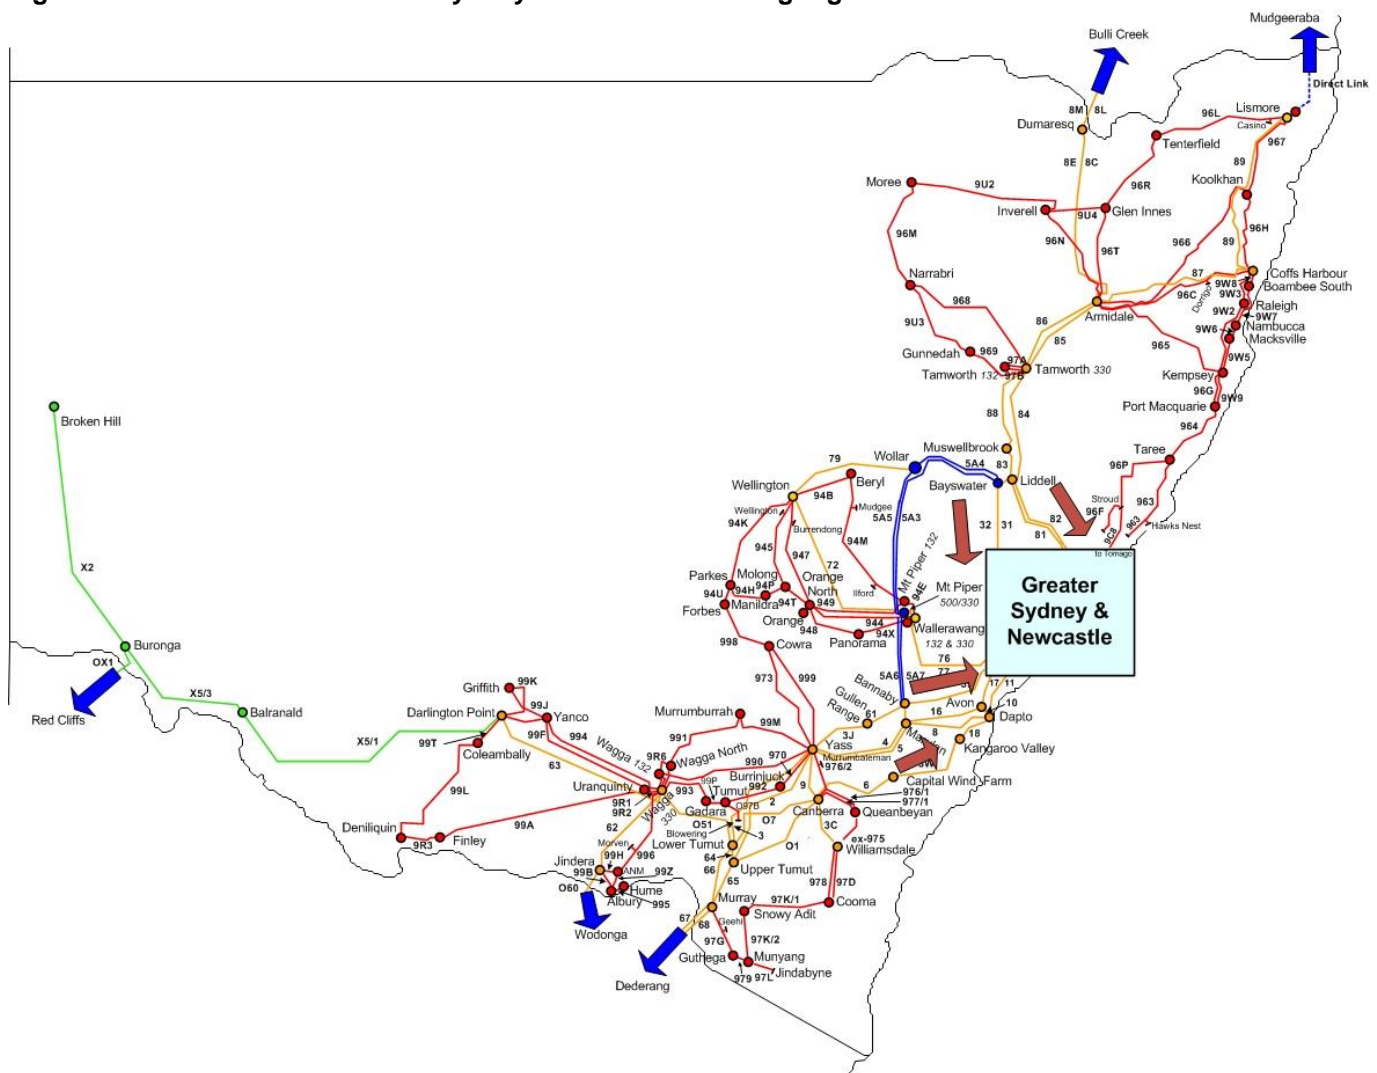 Mudgeeraba
Bulli Creek
Direct Link
8M
8L
Lismore
96L
Casino
967
Dumaresq
Tenterfield
8E
8C
89
Koolkhan
Moree
9U2
96R
Inverell
9U4
Glen Innes
96M
96N
96T
966
96H
89
Narrabri
87
Coffs Harbour
9W8
Boambee South
968
96C
Dorrigo
9W3
Raleigh
9U3
86
Armidale
9W2
9W7
Nambucca
9W6
Macksville
85
965
Gunnedah
969
97A
9W5
Tamworth 132
97B
Tamworth 330
Kempsey
96G
9W9
Port Macquarie
Broken Hill
88
84
964
Muswellbrook
Taree
79
Wollar
5A4
83
96P
Wellington
Beryl
Bayswater
Liddell
94B
Stroud
963
Wellington
Mudgee
96F
94K
Burrendong
5A5
5A3
32
31
82
81
9C8
963
Hawks Nest
945
947
94M
Mt Piper 132
to Tomago
X2
72
Parkes
Molong
Orange
North
Ilford
94E
Mt Piper
500/330
94U
94H
94P
Forbes
Manildra
94T
949
Orange
948
944
94X
Wallerawang
132 & 330
Panorama
Greater
Sydney &
Newcastle
Buronga
998
Cowra
76
77
OX1
973
999
5A6
5A7
Red Cliffs
X5/3
Griffith
99K
Bannaby
17
11
Balranald
Darlington Point
99J
Yanco
Murrumburrah
99M
Gullen
Range
61
Avon
10
16
Dapto
X5/1
99T
99F
994
991
3J
Yass
4
5
8
18
Coleambally
Wagga 132
9R6
Wagga North
Murrumbateman
Kangaroo Valley
63
990
970
976/2
Burrinjuck
Uranquinty
993
99P
992
9
6
Capital Wind Farm
99L
9R1
9R2
Wagga
330
Tumut
Gadara
O97B
2
Canberra
976/1
977/1
Queanbeyan
Deniliquin
99A
62
O51
O7
3C
9R3
Finley
Blowering
3
Morven
Lower Tumut
O1
ex-975
Williamsdale
Jindera
99H
996
64
99B
ANM
99Z
66
Upper Tumut
O60
Hume
65
978
97D
Albury
995
Murray
97K/1
Cooma
Wodonga
67
68
Geehi
Snowy Adit
97G
97K/2
Guthega
Munyang
979
97L
Jindabyne
Dederang